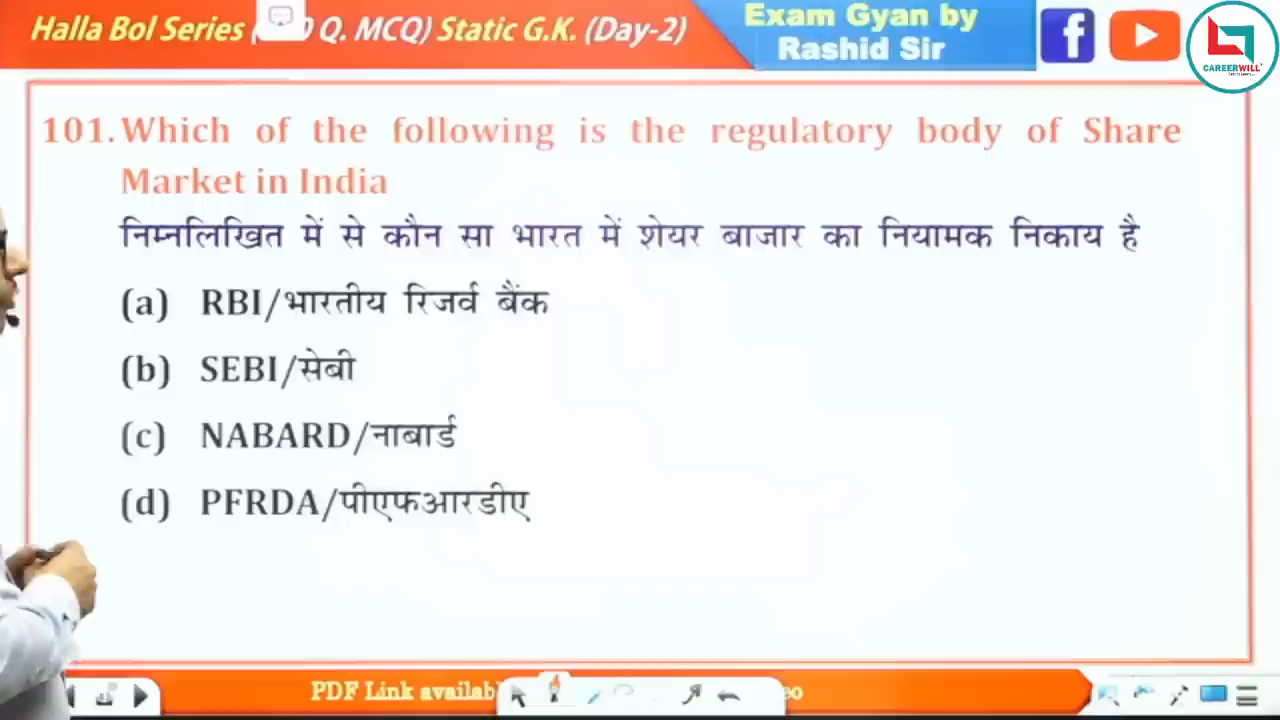 Halla Bol Series Q. MCQ) Static G.K. (Day-2)
Exam Gyan by
Rashid Sir
CAREERWILL
101. Which of the following is the regulatory body of Share
Market in India
निम्नलिखित में से कौन सा भारत में शेयर बाजार का नियामक निकाय है
(a) RBI/भारतीय रिजर्व बैंक
(b) SEBI/सेबी
(c) NABARD/नाबार्ड
(d) PFRDA/पीएफआरडीए
PDF Link